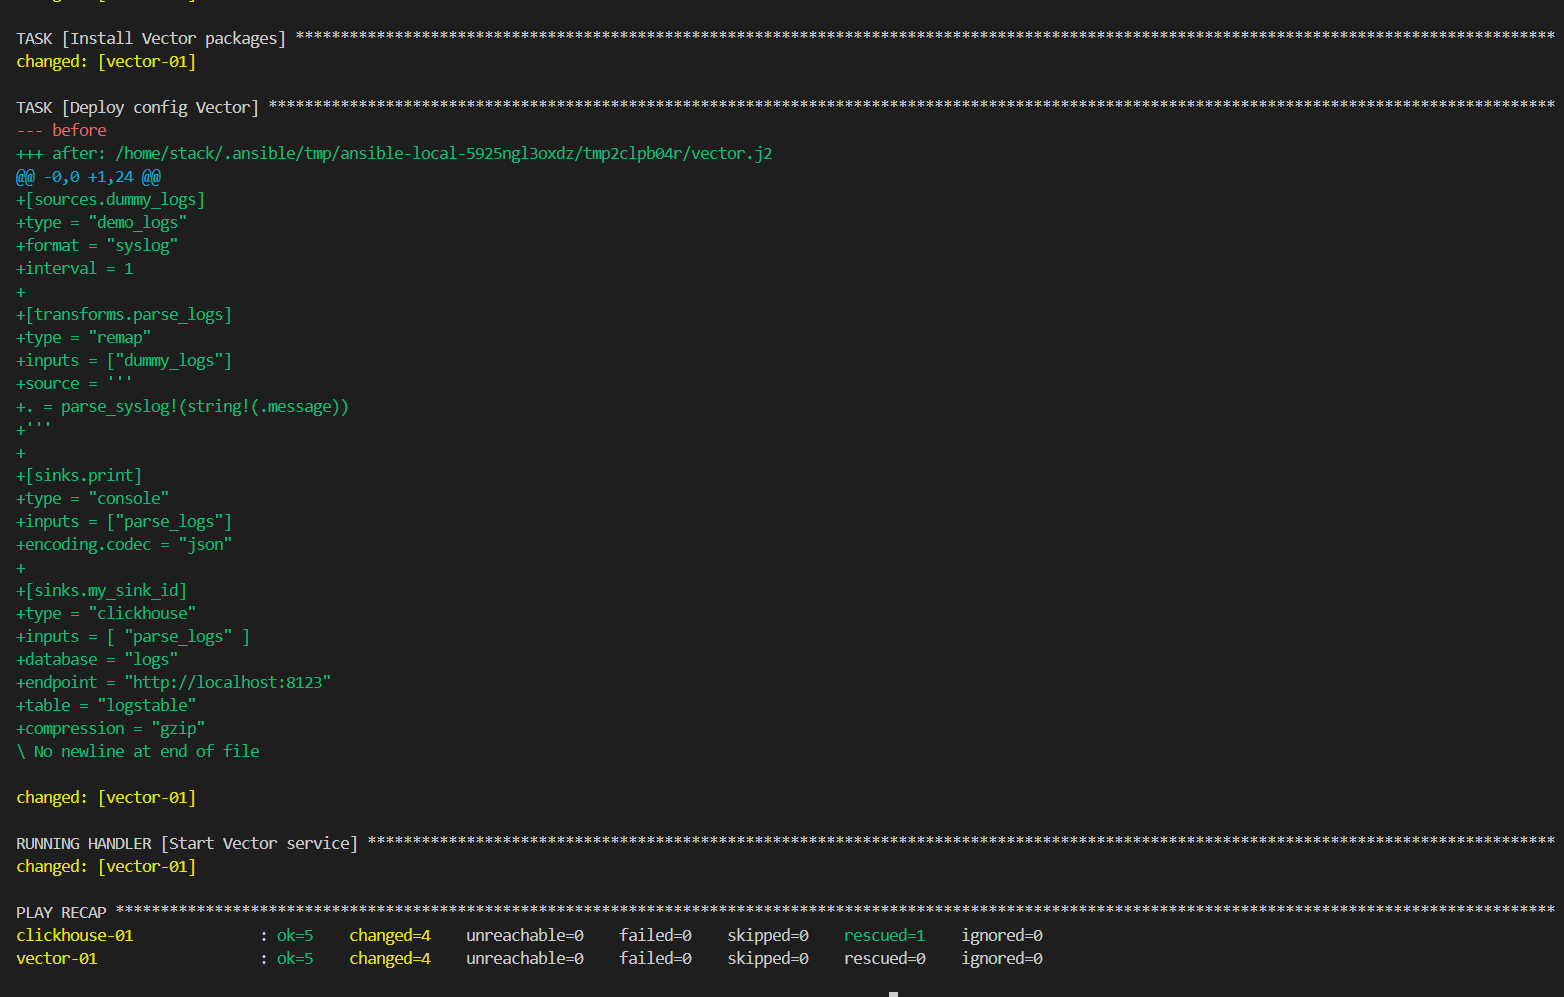 TASK [Install Vector packages] ********************************************************************************************************************************************
changed: [vector-01]
TASK [Deploy config Vector] ***********************************************************************************************************************************************
--- before
+++ after: /home/stack/.ansible/tmp/ansible-local-5925ngl3oxdz/tmp2clpb04r/vector.j2
@@ -0,0 +1,24 @@
+[sources.dummy_logs]
+type = "demo_logs"
+format = "syslog"
+interval = 1
+
+[transforms.parse_logs]
+type = "remap"
+inputs = ["dummy_logs"]
+source = '''
+. = parse_syslog!(string!(.message))
+'''
+
+[sinks.print]
+type = "console"
+inputs = ["parse_logs"]
+encoding.codec = "json"
+
+[sinks.my_sink_id]
+type = "clickhouse"
+inputs = [ "parse_logs" ]
+database = "logs"
+endpoint = "http://localhost:8123"
+table = "logstable"
+compression = "gzip"
\ No newline at end of file
changed: [vector-01]
RUNNING HANDLER [Start Vector service] ************************************************************************************************************************************
changed: [vector-01]
PLAY RECAP ****************************************************************************************************************************************************************
clickhouse-01 : ok=5 changed=4 unreachable=0 failed=0 skipped=0 rescued=1 ignored=0
vector-01 : ok=5 changed=4 unreachable=0 failed=0 skipped=0 rescued=0 ignored=0